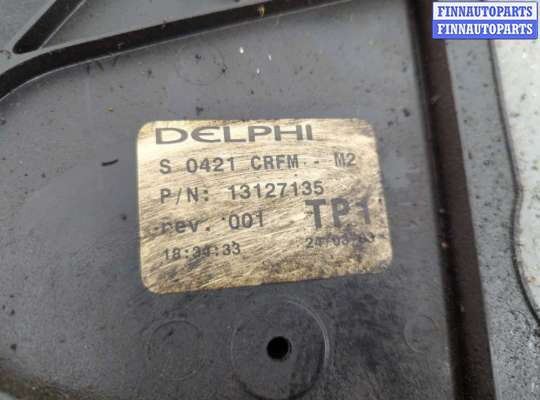 FINNAUTOPARTS
FINNAUTOPARTS
DELPHI
S 0421 CRFM - M2
P/N: 13127135
rev. 001 TP1
18:34:33